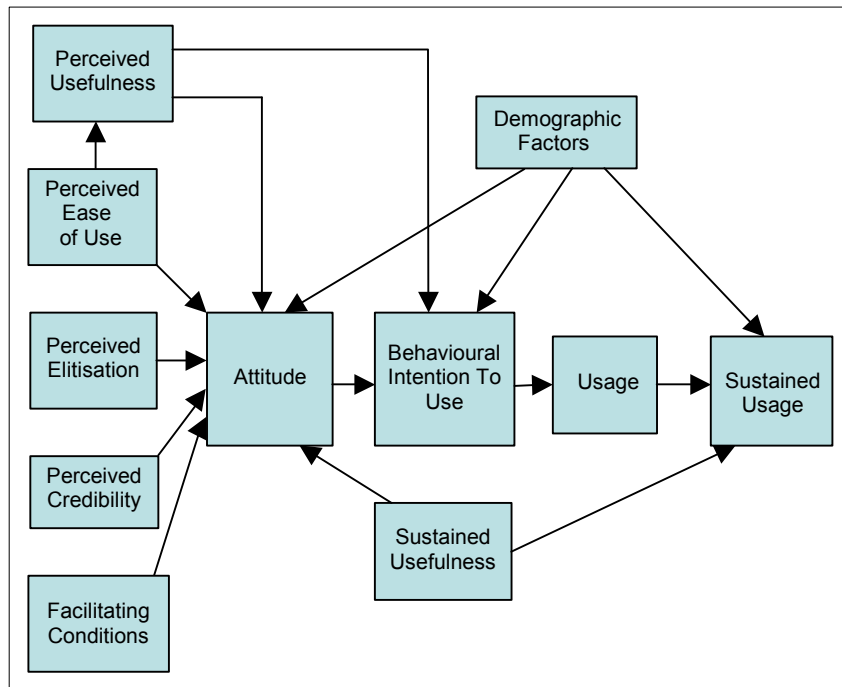 Perceived
Usefulness
Demographic
Factors
Perceived
Ease
of Use
Perceived
Elitisation
Attitude
Behavioural
Intention To
Use
Usage
Sustained
Usage
Perceived
Credibility
Sustained
Usefulness
Facilitating
Conditions